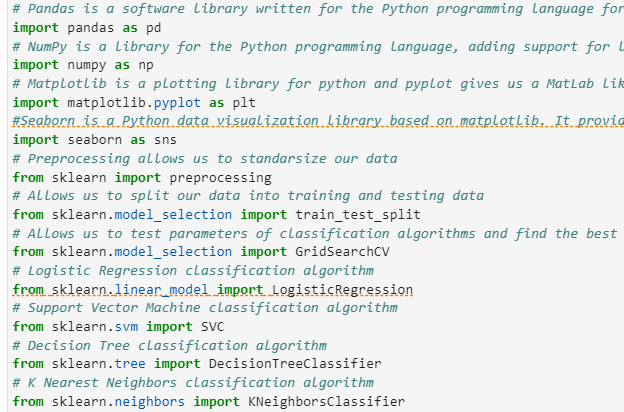 # Pandas is a software library written for the Python programming language for
import pandas as pd
# NumPy is a library for the Python programming language, adding support for l
import numpy as np
# Matplotlib is a plotting library for python and pyplot gives us a MatLab lik
import matplotlib.pyplot as plt
#Seaborn is a Python data visualization library based on matplotlib. It provid
import seaborn as sns
# Preprocessing allows us to standarsize our data
from sklearn import preprocessing
# Allows us to split our data into training and testing data
from sklearn.model_selection import train_test_split
# Allows us to test parameters of classification algorithms and find the best
from sklearn.model_selection import GridSearchCV
# Logistic Regression classification algorithm
from sklearn.linear_model import LogisticRegression
# Support Vector Machine classification algorithm
from sklearn.svm import SVC
# Decision Tree classification algorithm
from sklearn.tree import DecisionTreeClassifier
# K Nearest Neighbors classification algorithm
from sklearn.neighbors import KNeighborsClassifier